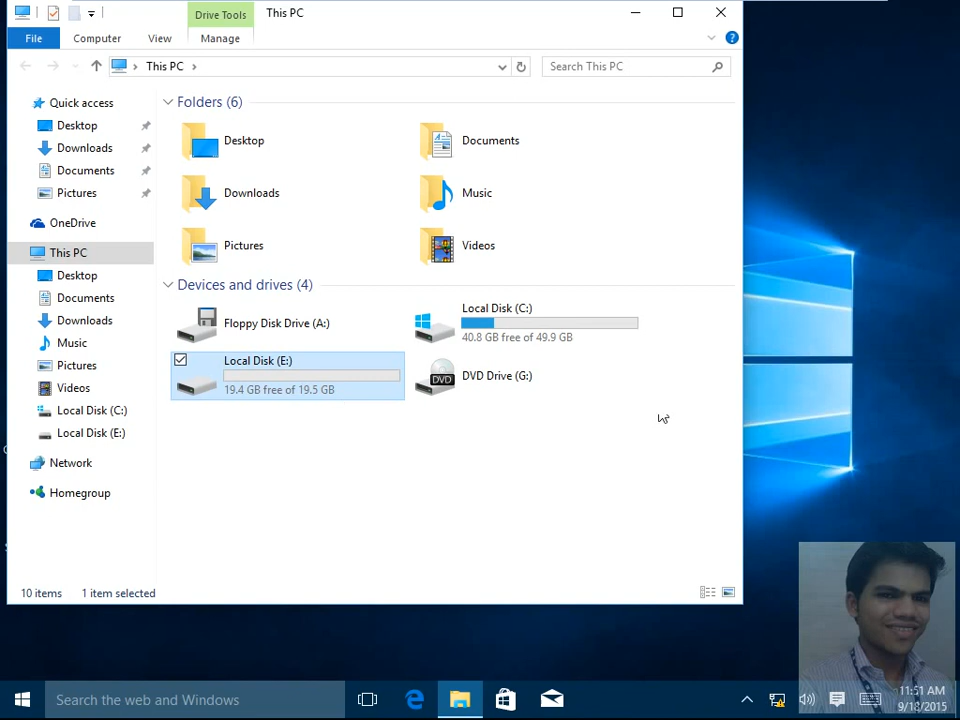 Drive Tools
This PC
File
Computer
View
Manage
This PC
Search This PC
Quick access
Desktop
Downloads
Documents
Pictures
OneDrive
This PC
Desktop
Documents
Downloads
Music
Pictures
Videos
Local Disk (C:)
Local Disk (E:)
Network
Homegroup
Folders (6)
Desktop
Documents
Downloads
Music
Pictures
Videos
Devices and drives (4)
Floppy Disk Drive (A:)
Local Disk (C:)
40.8 GB free of 49.9 GB
Local Disk (E:)
19.4 GB free of 19.5 GB
DVD
DVD Drive (G:)
10 items
1 item selected
Search the web and Windows
11:51 AM
9/18/2015